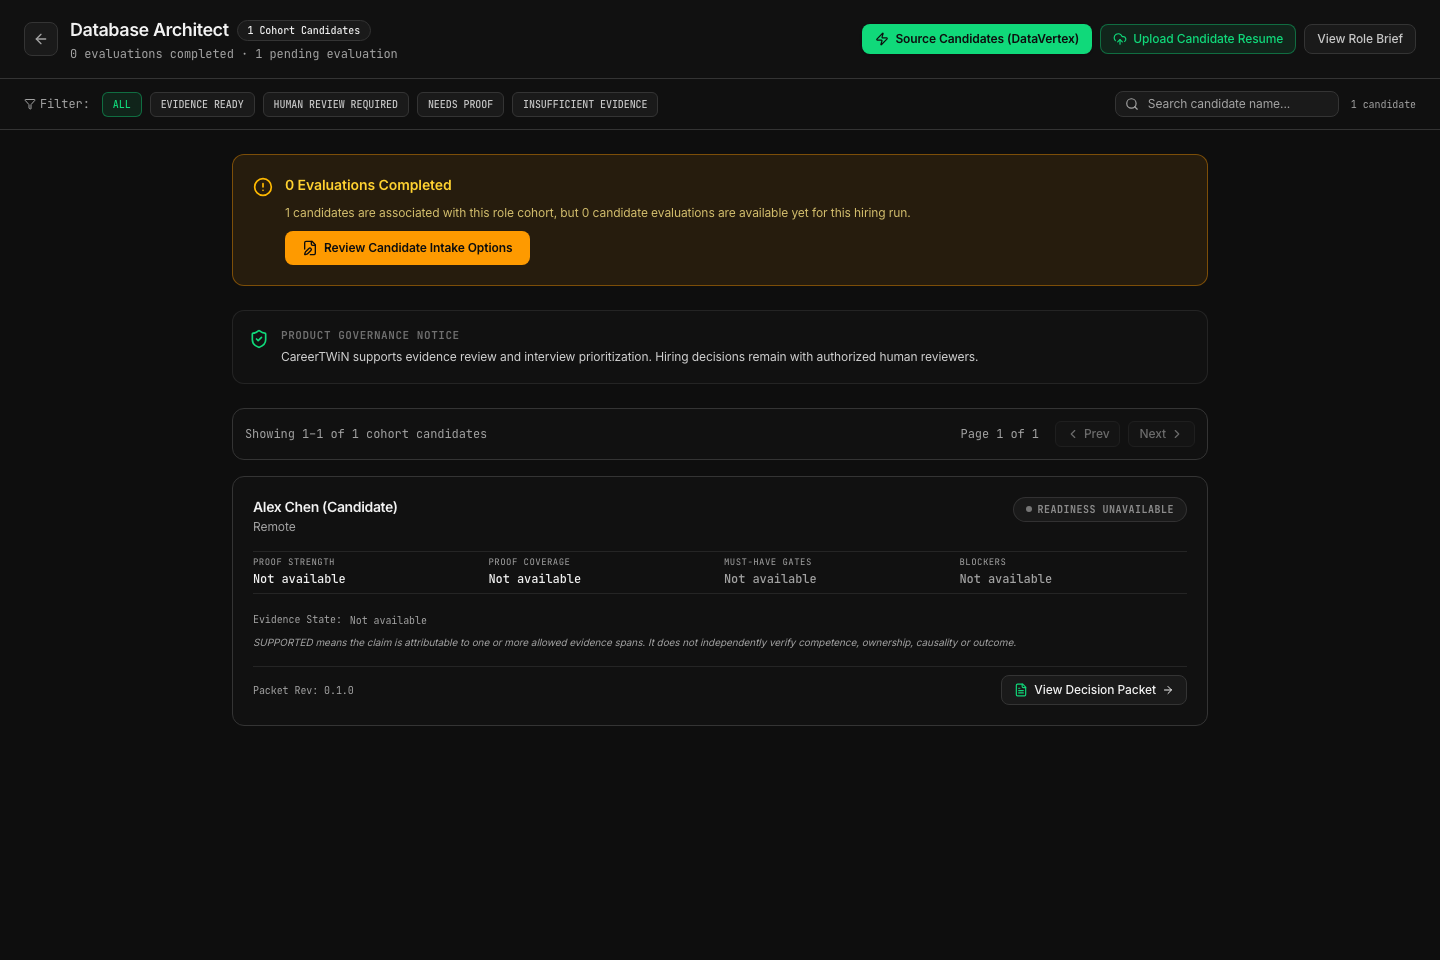 Database Architect
1 Cohort Candidates
0 evaluations completed · 1 pending evaluation
Source Candidates (DataVertex)
Upload Candidate Resume
View Role Brief
Filter:
ALL
EVIDENCE READY
HUMAN REVIEW REQUIRED
NEEDS PROOF
INSUFFICIENT EVIDENCE
Search candidate name...
1 candidate
0 Evaluations Completed
1 candidates are associated with this role cohort, but 0 candidate evaluations are available yet for this hiring run.
Review Candidate Intake Options
PRODUCT GOVERNANCE NOTICE
CareerTWiN supports evidence review and interview prioritization. Hiring decisions remain with authorized human reviewers.
Showing 1–1 of 1 cohort candidates
Page 1 of 1
Prev
Next
Alex Chen (Candidate)
Remote
READINESS UNAVAILABLE
PROOF STRENGTH
Not available
PROOF COVERAGE
Not available
MUST-HAVE GATES
Not available
BLOCKERS
Not available
Evidence State: Not available
SUPPORTED means the claim is attributable to one or more allowed evidence spans. It does not independently verify competence, ownership, causality or outcome.
Packet Rev: 0.1.0
View Decision Packet